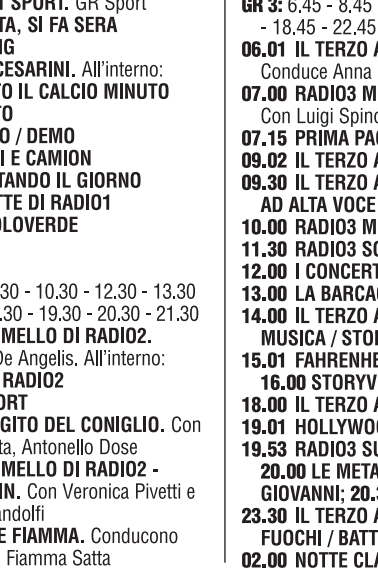 SPORT. GR Sport
TA, SI FA SERA
NG
CESARINI. All'interno:
TO IL CALCIO MINUTO
TO
O / DEMO
I E CAMION
TANDO IL GIORNO
TTE DI RADIO1
OLOVERDE
.30 - 10.30 - 12.30 - 13.30
.30 - 19.30 - 20.30 - 21.30
MELLO DI RADIO2.
De Angelis. All'interno:
RADIO2
ORT
GITO DEL CONIGLIO. Con
ta, Antonello Dose
MELLO DI RADIO2 -
N. Con Veronica Pivetti e
andolfi
E FIAMMA. Conducono
Fiamma Satta
GR 3: 6.45 - 8.45
- 18.45 - 22.45
06.01 IL TERZO A
Conduce Anna
07.00 RADIO3 M
Con Luigi Spino
07.15 PRIMA PAG
09.02 IL TERZO A
09.30 IL TERZO A
AD ALTA VOCE
10.00 RADIO3 M
11.30 RADIO3 SC
12.00 I CONCERT
13.00 LA BARCAC
14.00 IL TERZO A
MUSICA / STOR
15.01 FAHRENHE
16.00 STORYV
18.00 IL TERZO A
19.01 HOLLYWOO
19.53 RADIO3 SU
20.00 LE META
GIOVANNI; 20.3
23.30 IL TERZO A
FUOCHI / BATT
02.00 NOTTE CLA